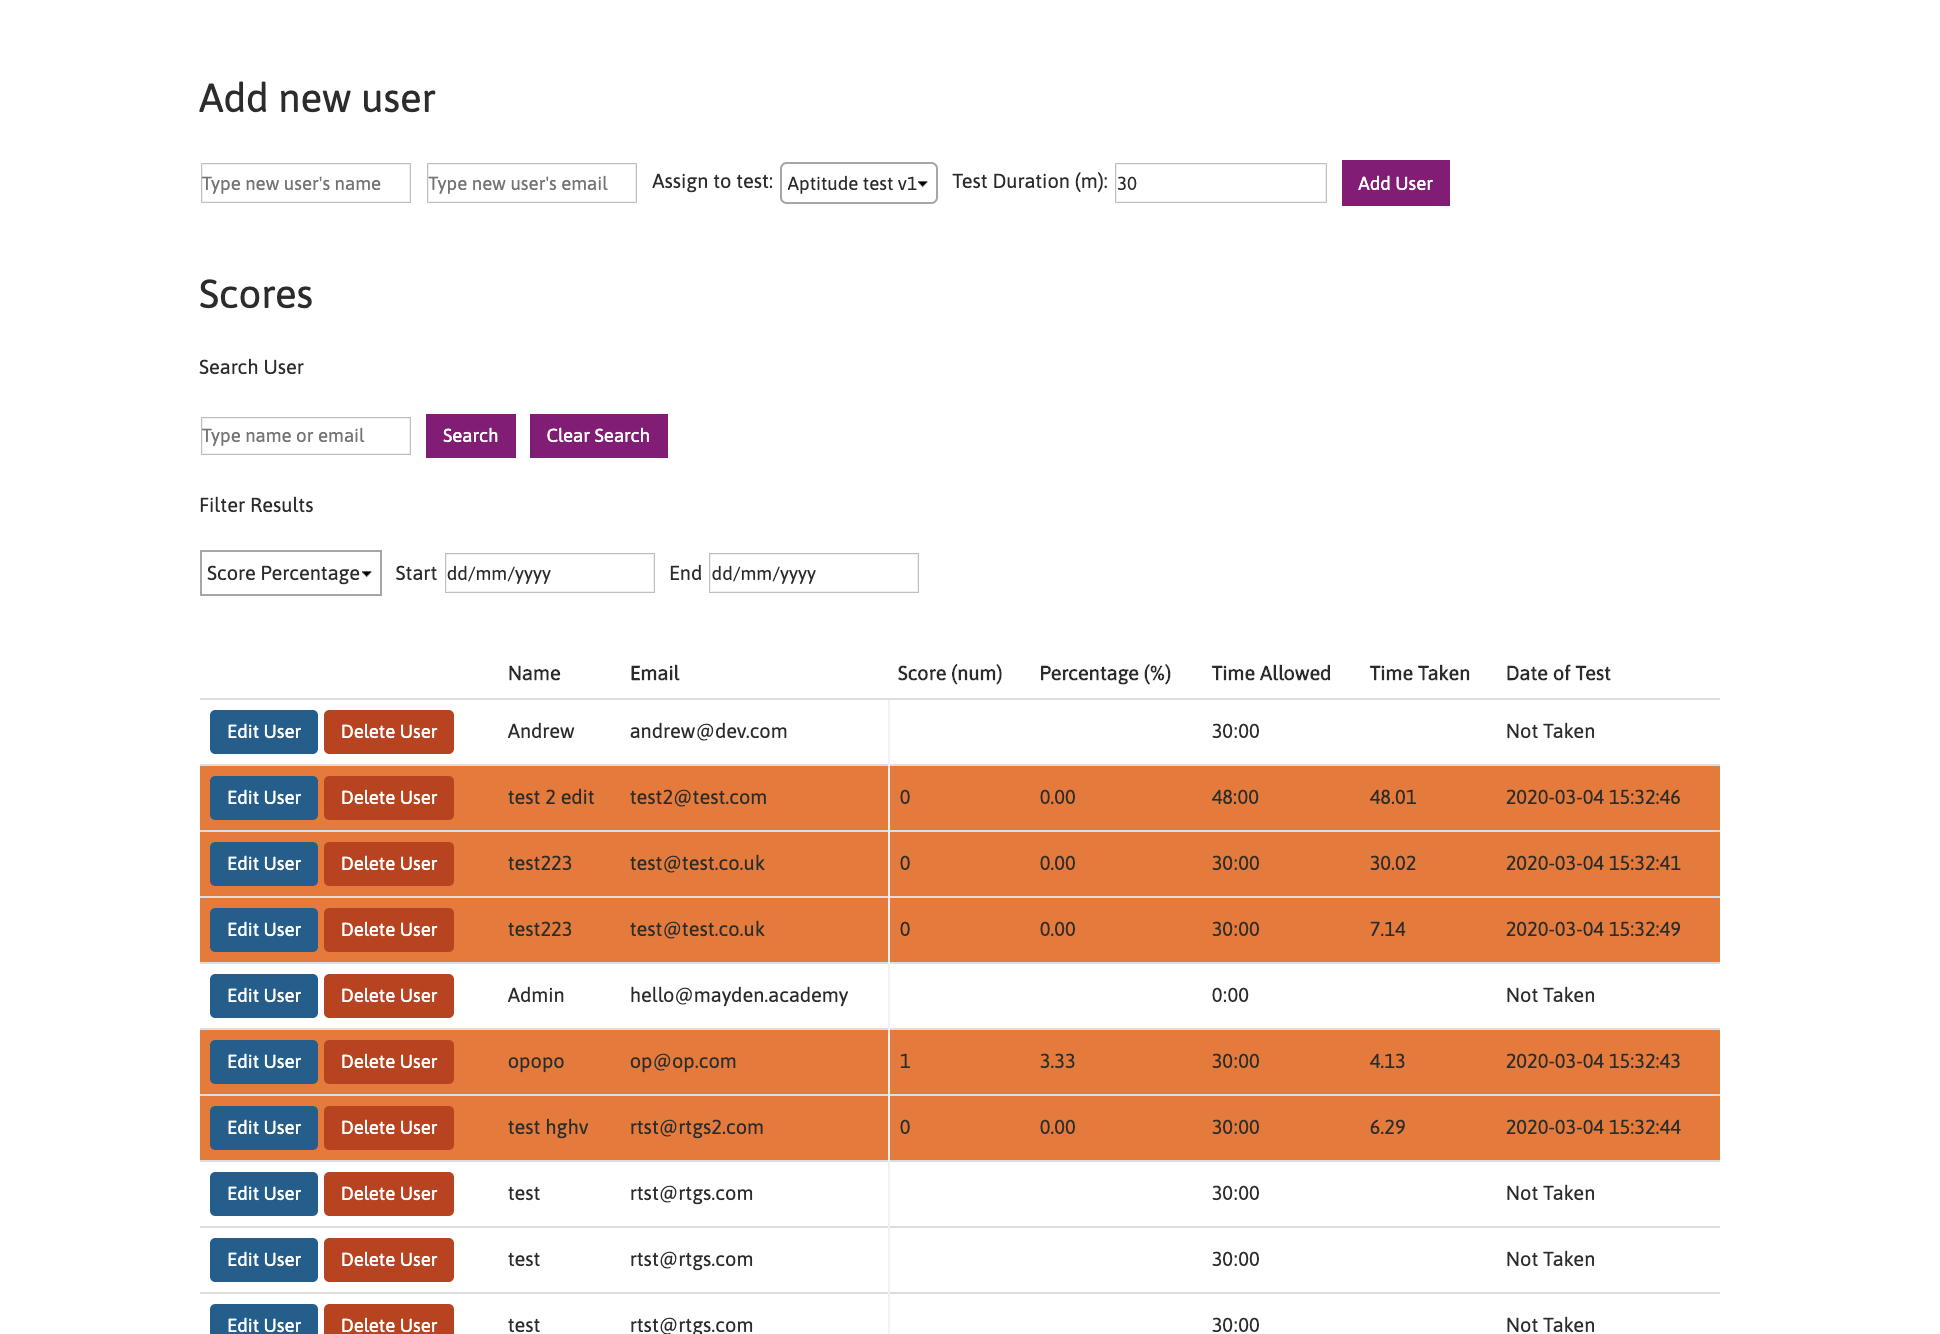 Add new user
Type new user's name Type new user's email Assign to test: Aptitude test v1 Test Duration (m): 30 Add User
Scores
Search User
Type name or email Search Clear Search
Filter Results
Score Percentage Start dd/mm/yyyy End dd/mm/yyyy
Name Email Score (num) Percentage (%) Time Allowed Time Taken Date of Test
Edit User Delete User Andrew andrew@dev.com 30:00 Not Taken
Edit User Delete User test 2 edit test2@test.com 0 0.00 48:00 48.01 2020-03-04 15:32:46
Edit User Delete User test223 test@test.co.uk 0 0.00 30:00 30.02 2020-03-04 15:32:41
Edit User Delete User test223 test@test.co.uk 0 0.00 30:00 7.14 2020-03-04 15:32:49
Edit User Delete User Admin hello@mayden.academy 0:00 Not Taken
Edit User Delete User opopo op@op.com 1 3.33 30:00 4.13 2020-03-04 15:32:43
Edit User Delete User test hghv rtst@rtgs2.com 0 0.00 30:00 6.29 2020-03-04 15:32:44
Edit User Delete User test rtst@rtgs.com 30:00 Not Taken
Edit User Delete User test rtst@rtgs.com 30:00 Not Taken
Edit User Delete User test rtst@rtgs.com 30:00 Not Taken